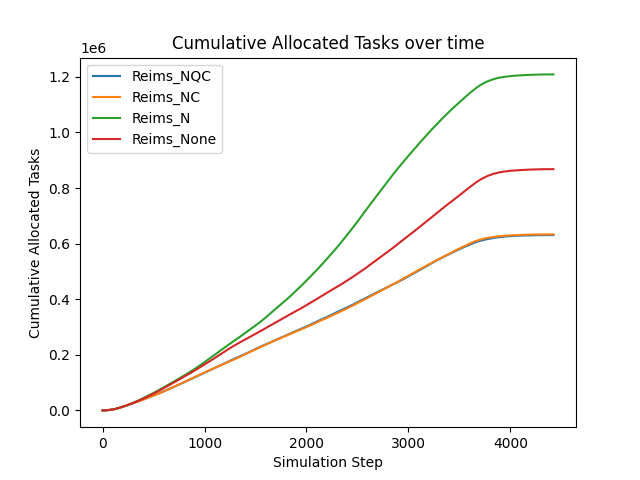 Cumulative Allocated Tasks over time
1e6
Reims_NQC
Reims_NC
Reims_N
Reims_None
1.2
1.0
0.8
0.6
0.4
0.2
0.0
Cumulative Allocated Tasks
0 1000 2000 3000 4000
Simulation Step